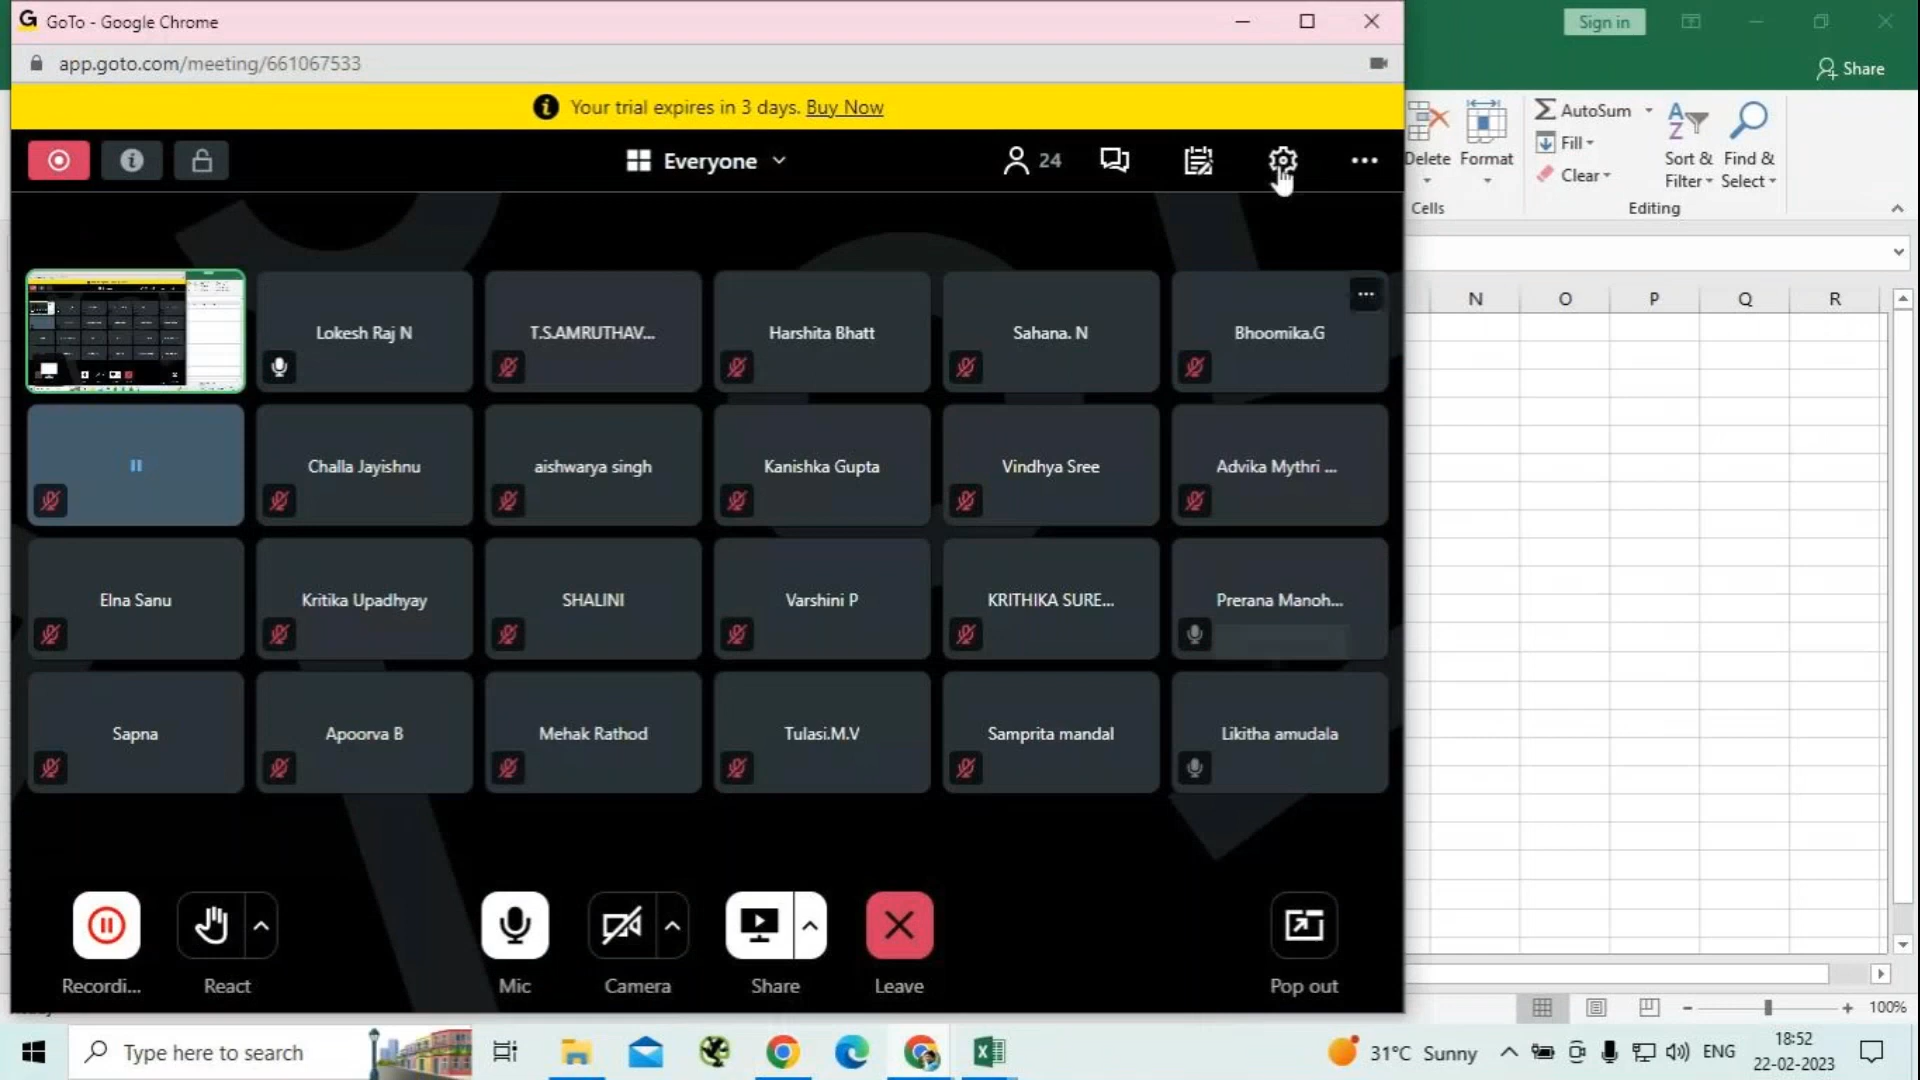 GoTo - Google Chrome
Sign in
app.goto.com/meeting/661067533
Share
Your trial expires in 3 days. Buy Now
Everyone
24
AutoSum
Fill
Clear
Delete
Format
Sort &
Filter
Find &
Select
Cells
Editing
N O P Q R
Lokesh Raj N
T.S.AMRUTHAV...
Harshita Bhatt
Sahana. N
Bhoomika.G
Challa Jayishnu
aishwarya singh
Kanishka Gupta
Vindhya Sree
Advika Mythri ...
Elna Sanu
Kritika Upadhyay
SHALINI
Varshini P
KRITHIKA SURE...
Prerana Manoh...
Sapna
Apoorva B
Mehak Rathod
Tulasi.M.V
Samprita mandal
Likitha amudala
Recordi...
React
Mic
Camera
Share
Leave
Pop out
100%
Type here to search
31°C Sunny
ENG
18:52
22-02-2023